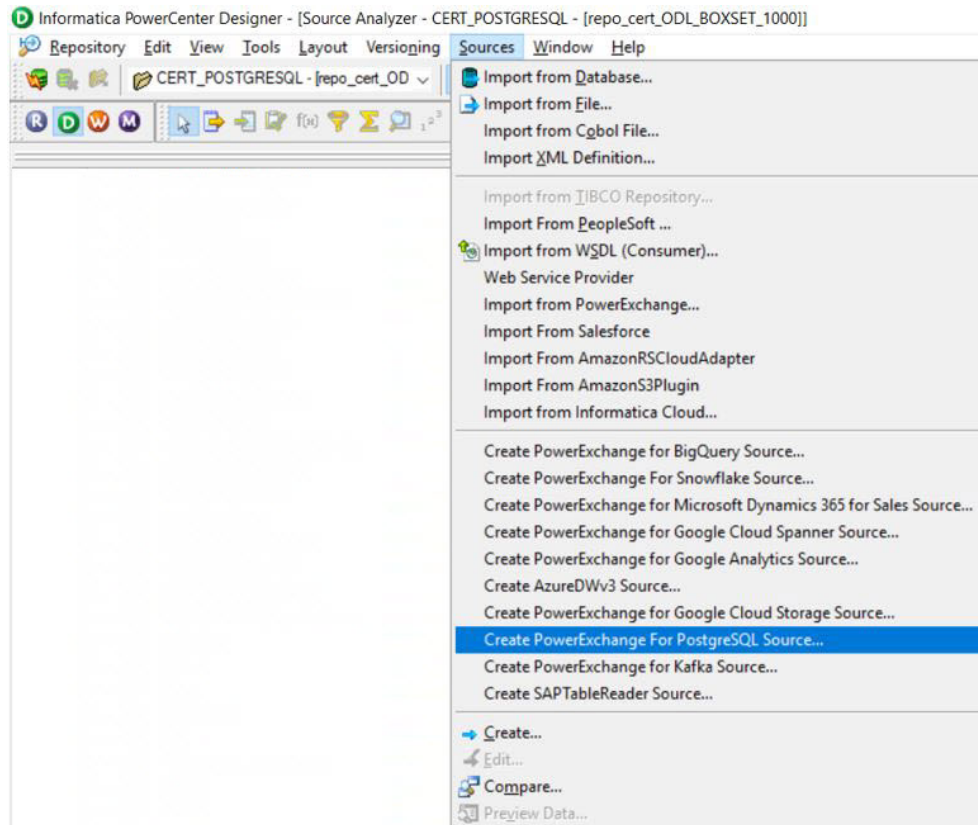 Informatica PowerCenter Designer - [Source Analyzer - CERT_POSTGRESQL - [repo_cert_ODL_BOXSET_1000]]
Repository Edit View Tools Layout Versioning Sources Window Help
CERT_POSTGRESQL - [repo_cert_OD
R D W M f(x) Σ 1 2 3
Import from Database...
Import from File...
Import from Cobol File...
Import XML Definition...
Import from TIBCO Repository...
Import From PeopleSoft ...
Import from WSDL (Consumer)...
Web Service Provider
Import from PowerExchange...
Import From Salesforce
Import From AmazonRSCloudAdapter
Import From AmazonS3Plugin
Import from Informatica Cloud...
Create PowerExchange for BigQuery Source...
Create PowerExchange For Snowflake Source...
Create PowerExchange for Microsoft Dynamics 365 for Sales Source...
Create PowerExchange for Google Cloud Spanner Source...
Create PowerExchange for Google Analytics Source...
Create AzureDWv3 Source...
Create PowerExchange for Google Cloud Storage Source...
Create PowerExchange For PostgreSQL Source...
Create PowerExchange for Kafka Source...
Create SAPTableReader Source...
Create...
Edit...
Compare...
Preview Data...